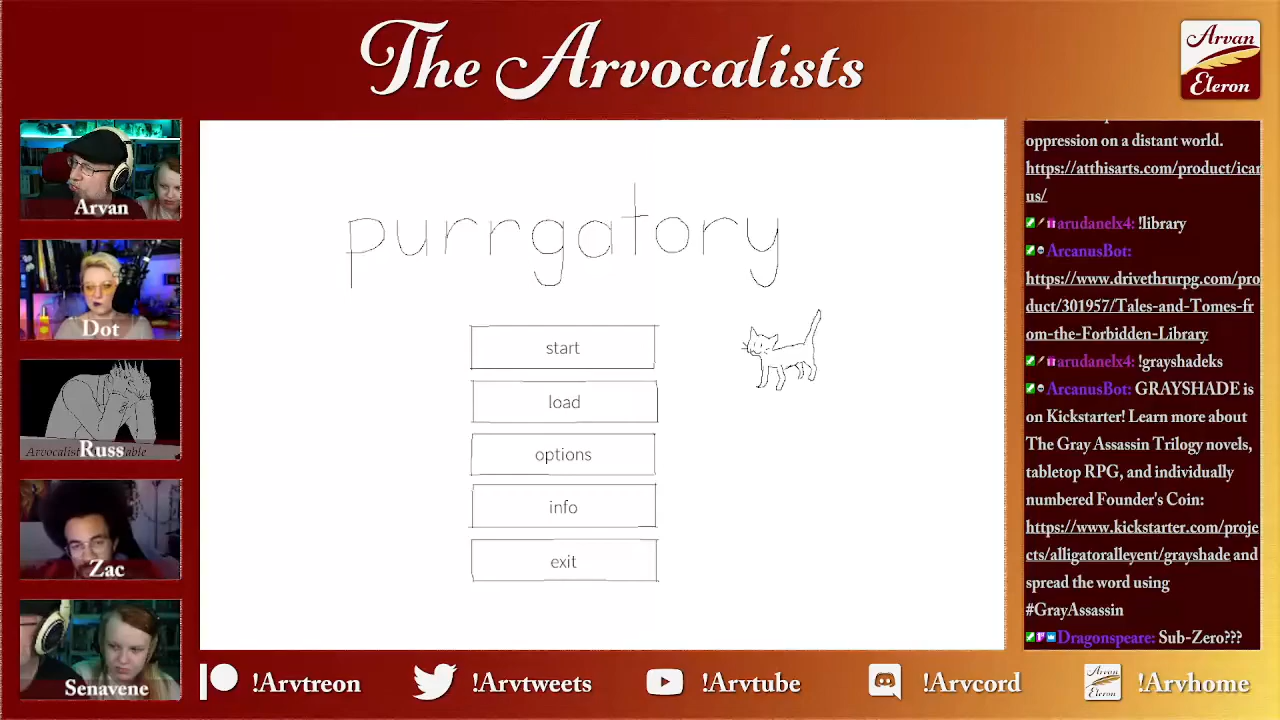 The Arvocalists
Arvan
Eleron
Arvan
Dot
Arvocalist
Russ
able
Zac
Senavene
purrgatory
start
load
options
info
exit
oppression on a distant world.
https://atthisarts.com/product/icar
us/
arudanelx4: !library
ArcanusBot:
https://www.drivethrurpg.com/pro
duct/301957/Tales-and-Tomes-fr
om-the-Forbidden-Library
arudanelx4: !grayshadeks
ArcanusBot: GRAYSHADE is
on Kickstarter! Learn more about
The Gray Assassin Trilogy novels,
tabletop RPG, and individually
numbered Founder's Coin:
https://www.kickstarter.com/proje
cts/alligatoralleyent/grayshade and
spread the word using
#GrayAssassin
Dragonspeare: Sub-Zero???
!Arvtreon
!Arvtweets
!Arvtube
!Arvcord
Arvan
Eleron
!Arvhome